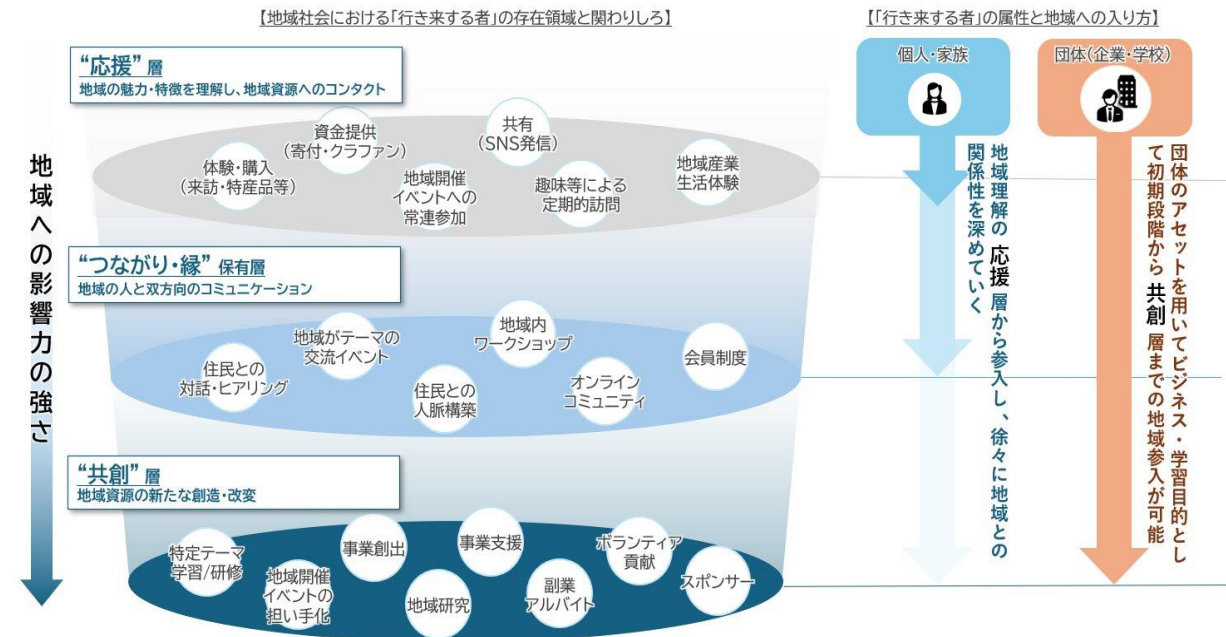 【地域社会における「行き来する者」の存在領域と関わりしろ】
【「行き来する者」の属性と地域への入り方】
地域への影響力の強さ
“応援” 層
地域の魅力・特徴を理解し、地域資源へのコンタクト
体験・購入
(来訪・特産品等)
資金提供
(寄付・クラファン)
地域開催
イベントへの
常連参加
共有
(SNS発信)
趣味等による
定期的訪問
地域産業
生活体験
“つながり・縁” 保有層
地域の人と双方向のコミュニケーション
住民との
対話・ヒアリング
地域がテーマの
交流イベント
住民との
人脈構築
地域内
ワークショップ
オンライン
コミュニティ
会員制度
“共創” 層
地域資源の新たな創造・改変
特定テーマ
学習/研修
地域開催
イベントの
担い手化
事業創出
地域研究
事業支援
副業
アルバイト
ボランティア
貢献
スポンサー
個人・家族
地域理解の 応援 層から参入し、徐々に地域との
関係性を深めていく
団体(企業・学校)
団体のアセットを用いてビジネス・学習目的とし
て初期段階から 共創 層までの地域参入が可能